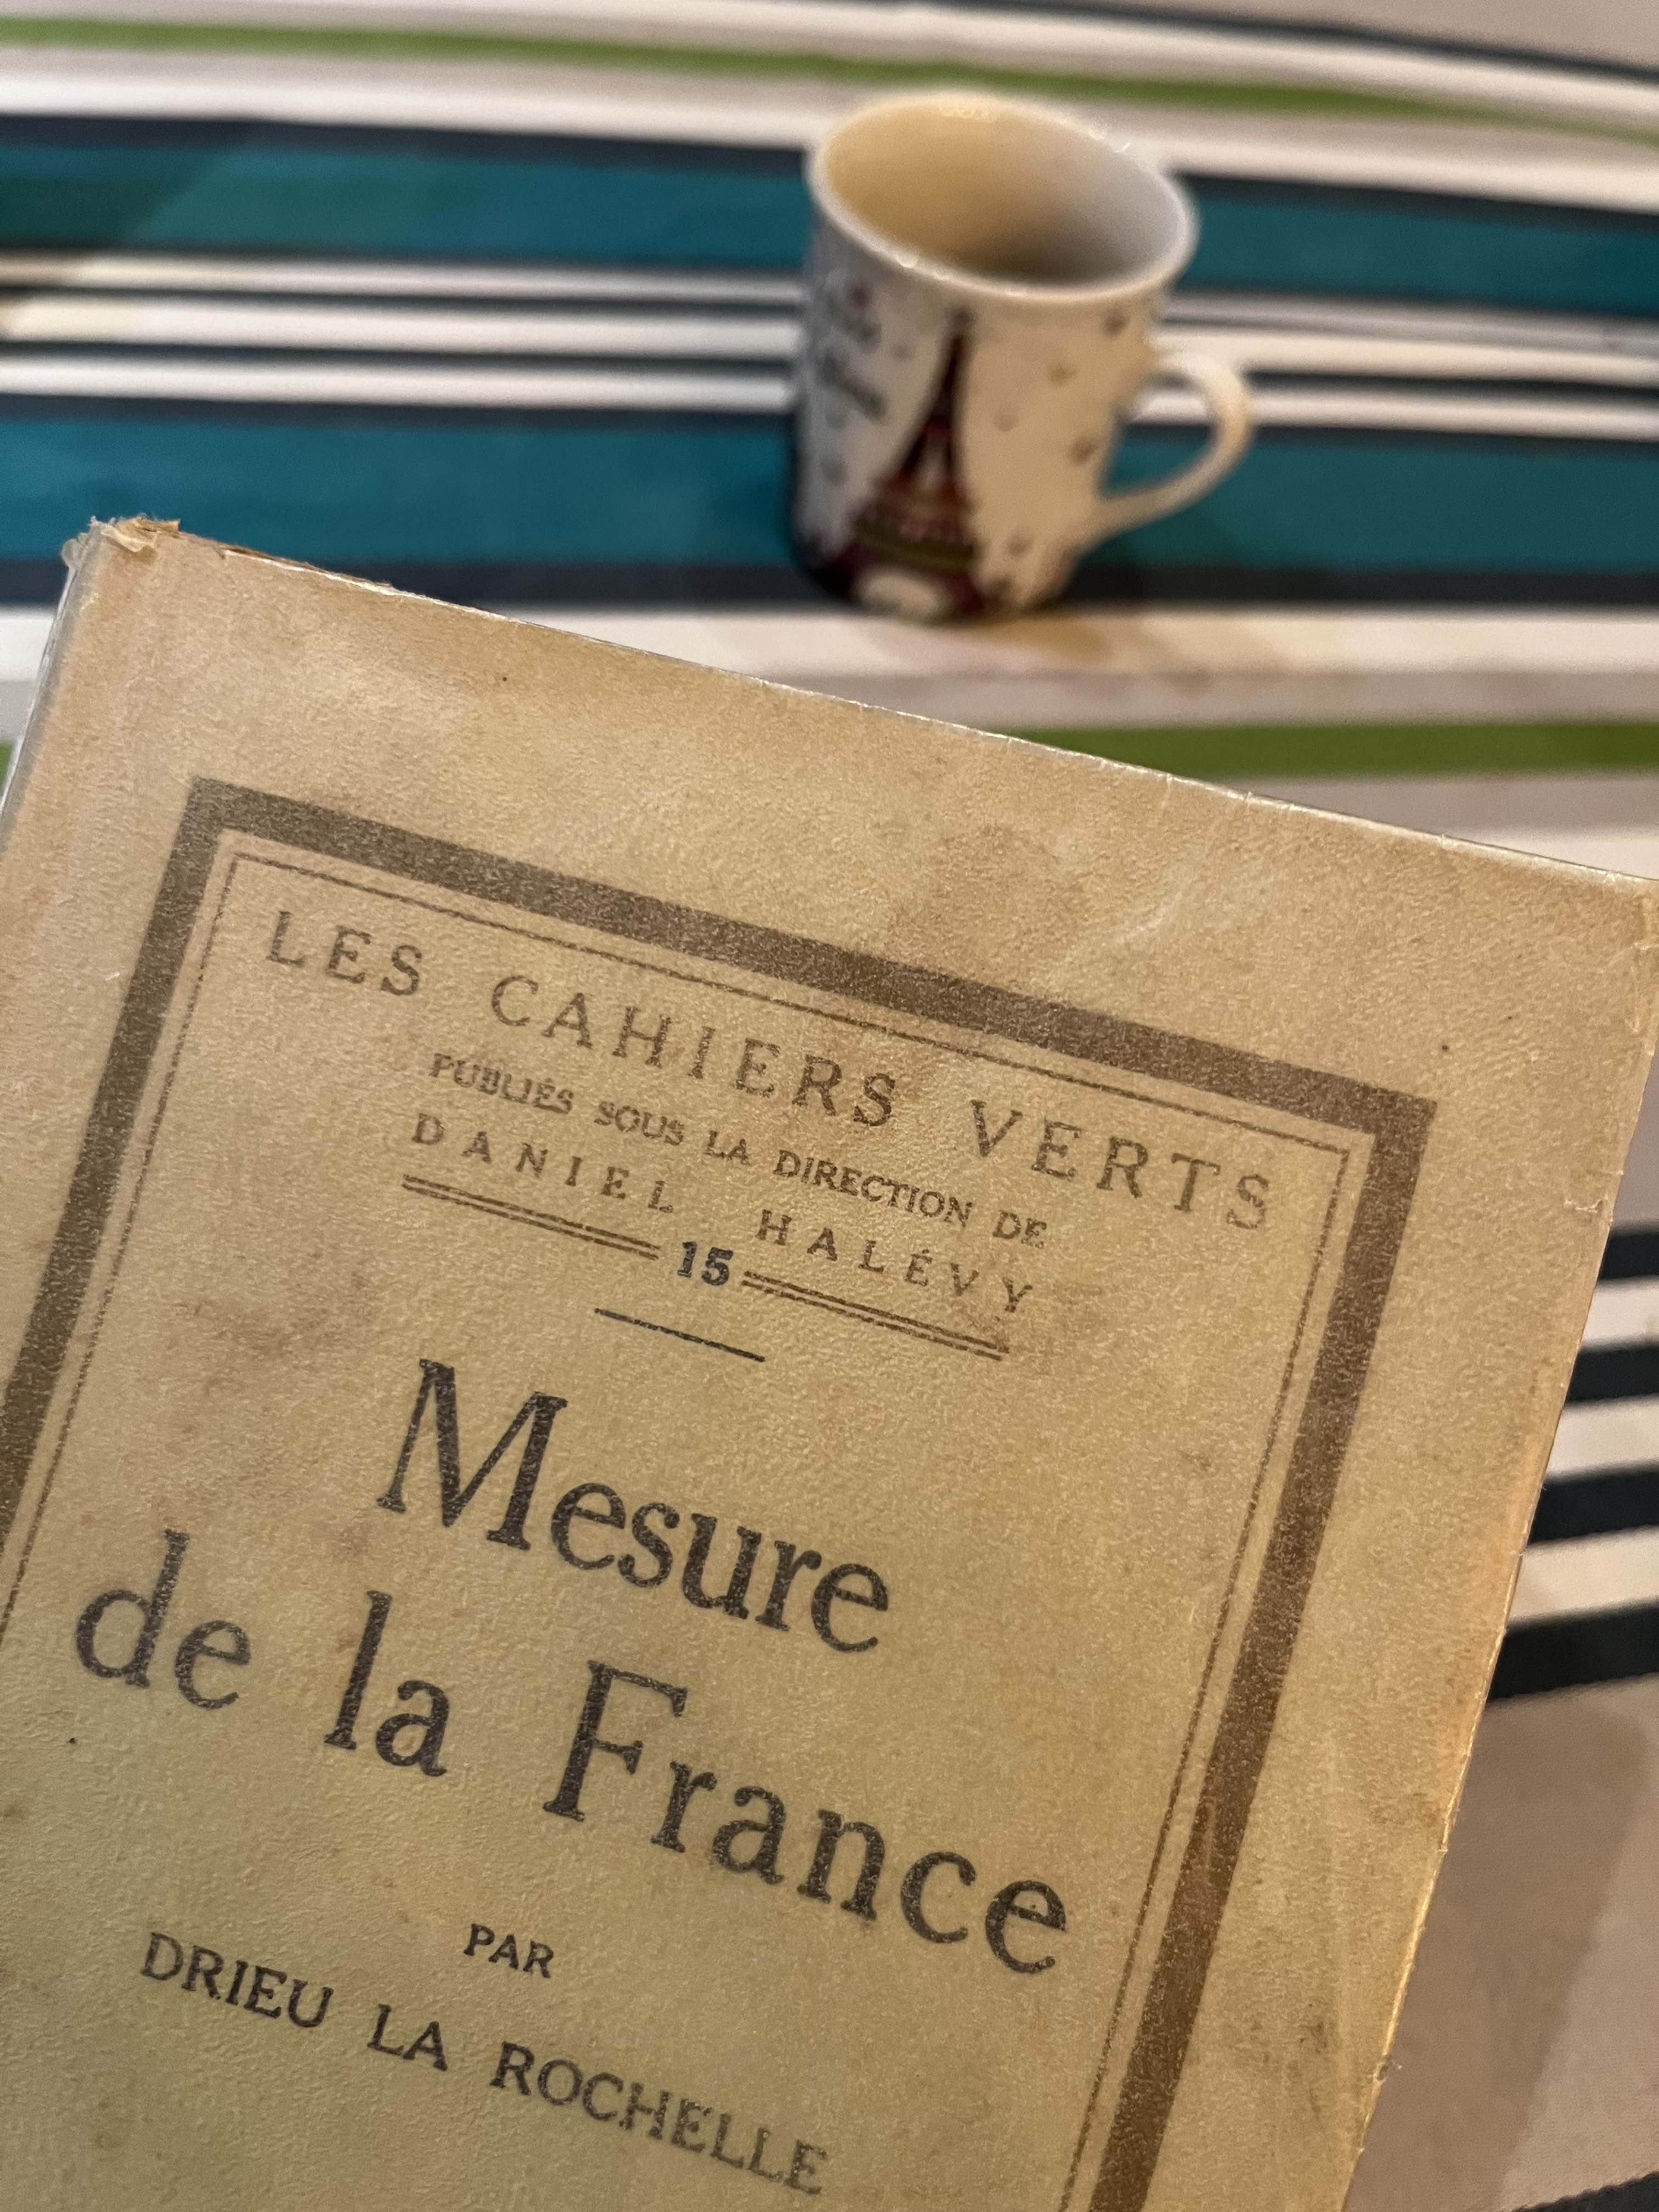 LES CAHIERS VERTS
PUBLIÉS SOUS LA DIRECTION DE
DANIEL HALÉVY
15
Mesure
de la France
PAR
DRIEU LA ROCHELLE